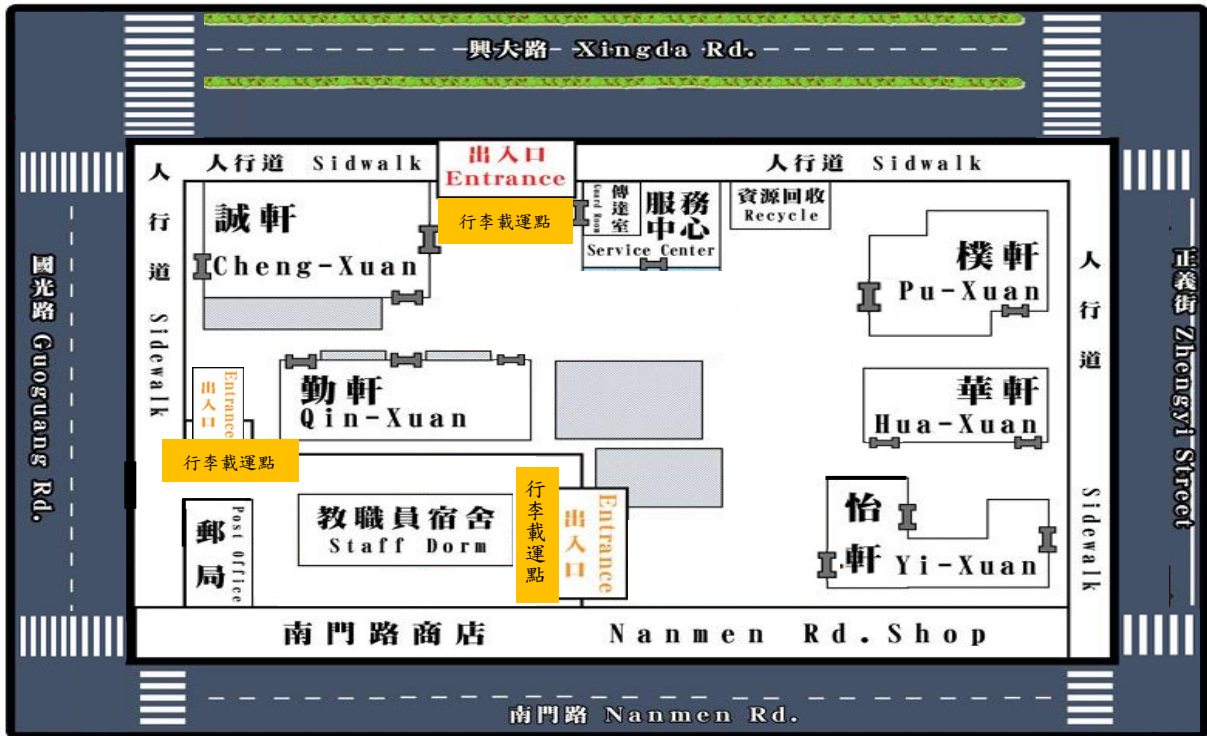 興大路 Xingda Rd.
人行道 Sidwalk
出入口
Entrance
人行道 Sidwalk
人行道 Sidewalk
誠軒
Cheng-Xuan
行李載運點
傳達室
Guard Room
服務
中心
Service Center
資源回收
Recycle
樸軒
Pu-Xuan
人行道
Sidewalk
國光路 Guoguang Rd.
正義街 Zhengyi Street
勤軒
Qin-Xuan
華軒
Hua-Xuan
出入口
Entrance
行李載運點
郵局
Post Office
教職員宿舍
Staff Dorm
行李載運點
出入口
Entrance
怡
軒 Yi-Xuan
南門路商店 Nanmen Rd.Shop
南門路 Nanmen Rd.